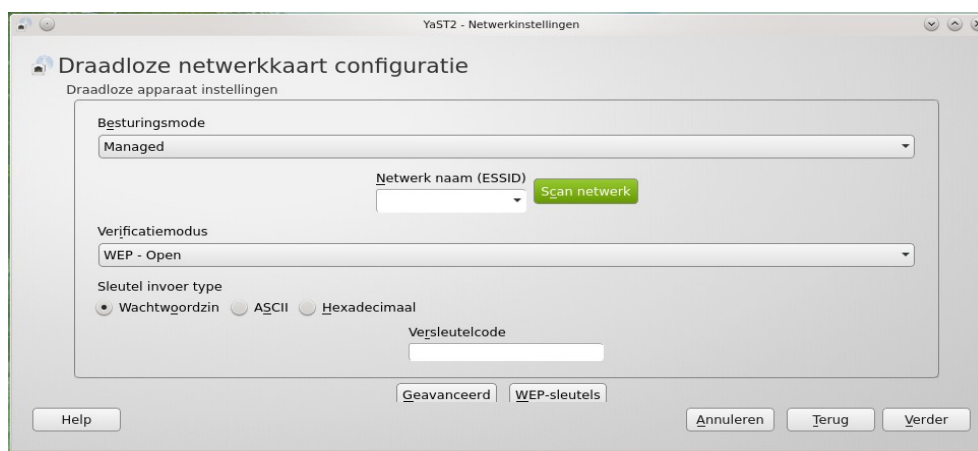 YaST2 - Netwerkinstellingen
Draadloze netwerkkaart configuratie
Draadloze apparaat instellingen
Besturingsmode
Managed
Netwerk naam (ESSID)
Scan netwerk
Verificatiemodus
WEP - Open
Sleutel invoer type
Wachtwoordzin ASCII Hexadecimaal
Versleutelcode
Geavanceerd WEP-sleutels
Help Annuleren Terug Verder